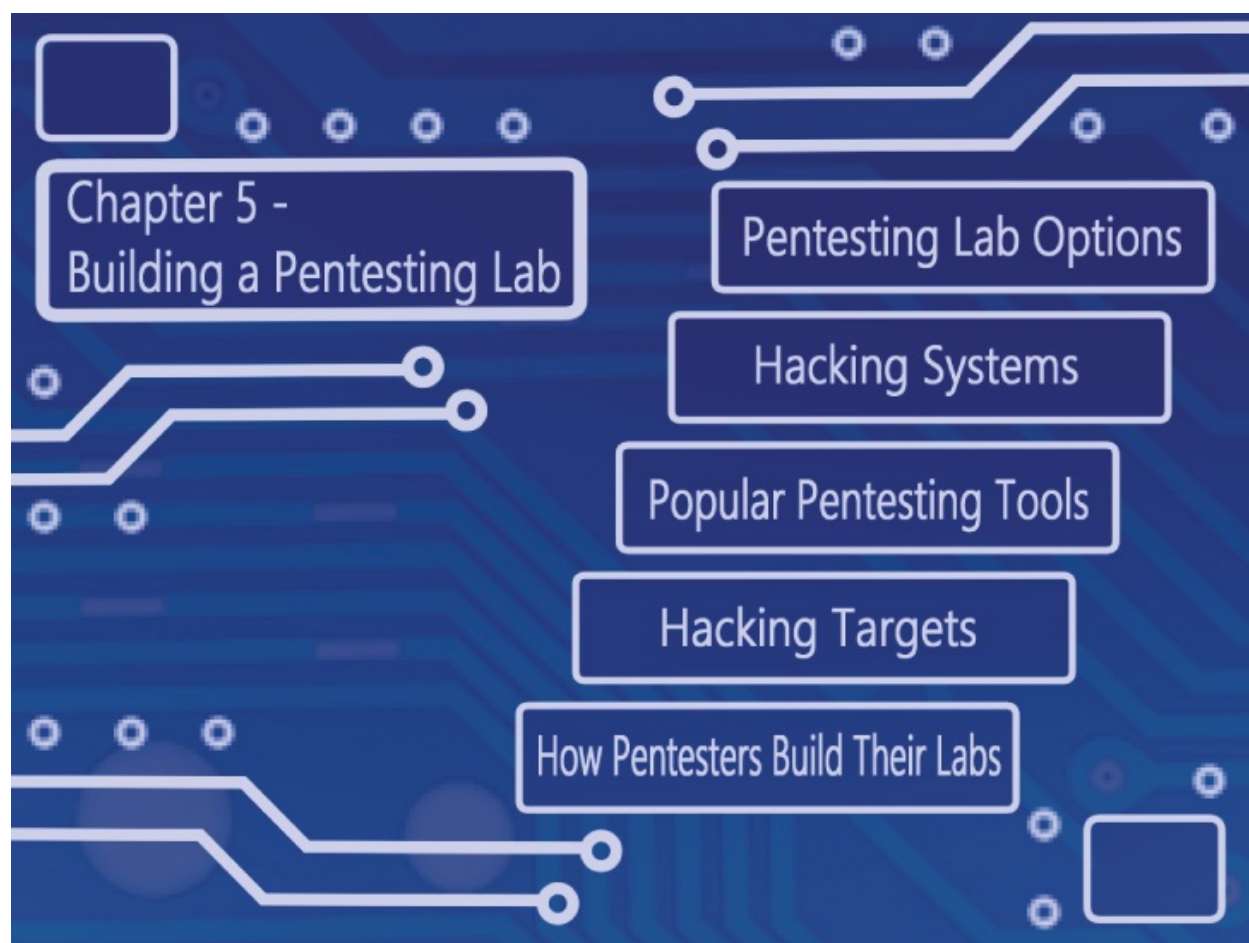 Chapter 5 -
Building a Pentesting Lab
Pentesting Lab Options
Hacking Systems
Popular Pentesting Tools
Hacking Targets
How Pentesters Build Their Labs